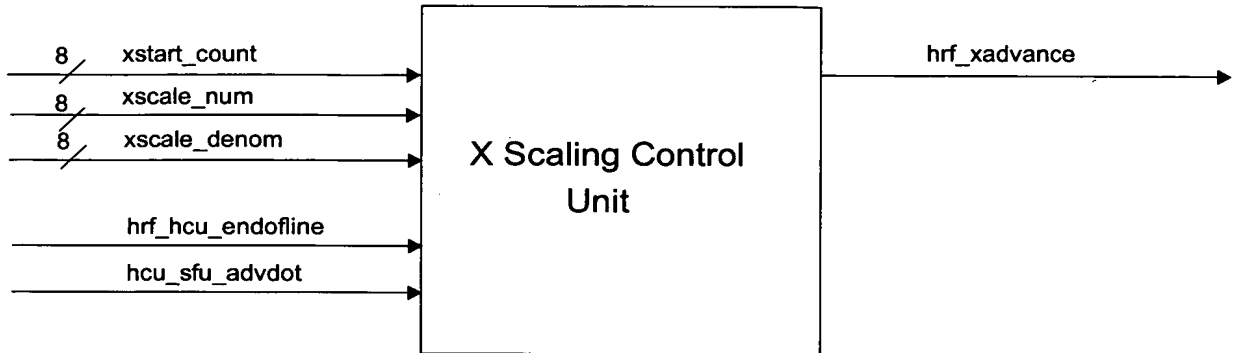 8 xstart_count
hrf_xadvance
8 xscale_num
8 xscale_denom
X Scaling Control
Unit
hrf_hcu_endofline
hcu_sfu_advdot